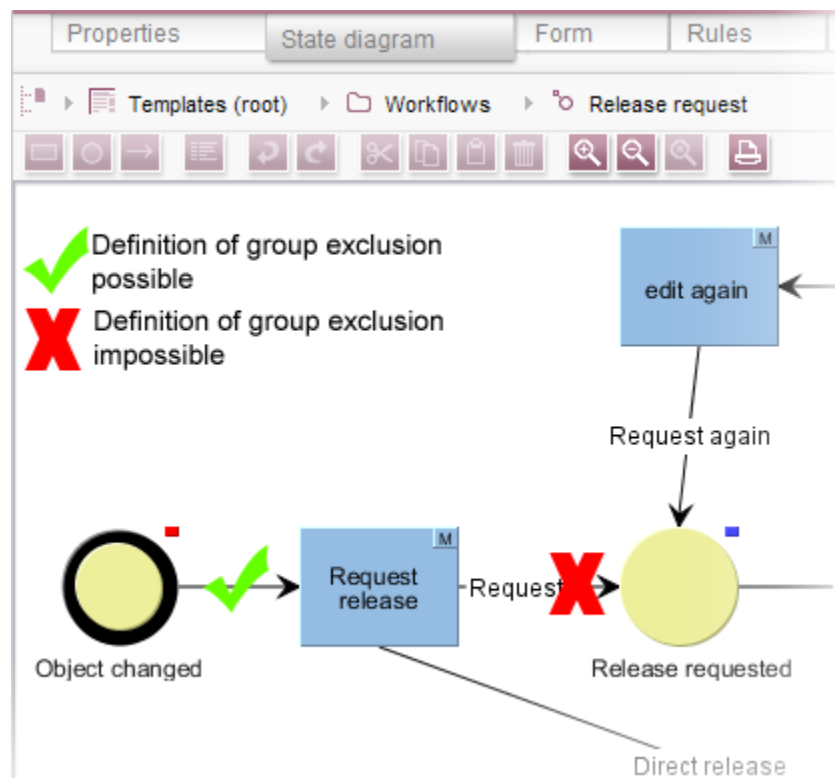 Properties
State diagram
Form
Rules
Templates (root)
Workflows
Release request
Definition of group exclusion
possible
Definition of group exclusion
impossible
M
edit again
Request again
M
Request
release
Request
Object changed
Release requested
Direct release